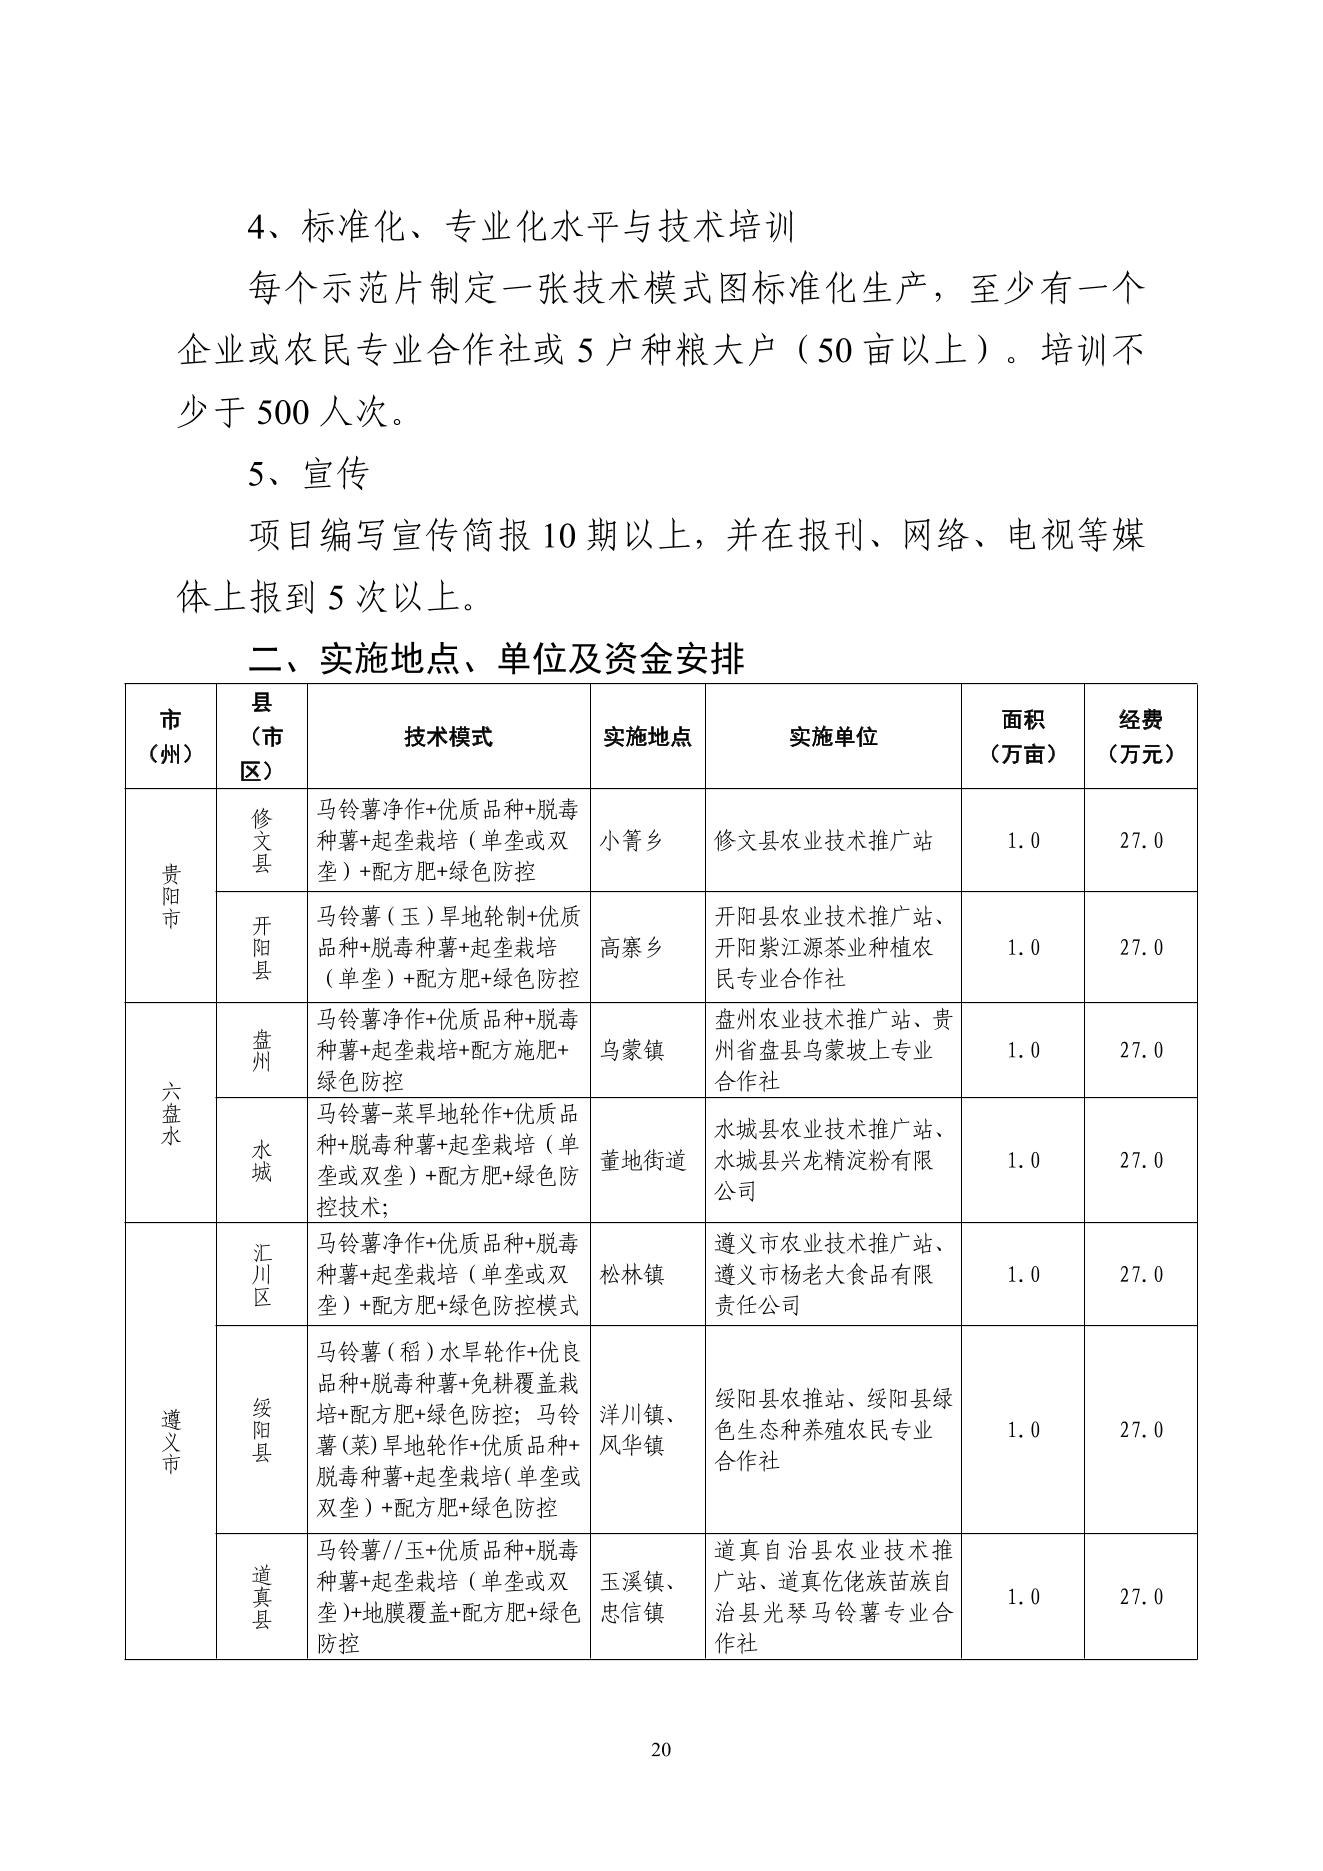 4、标准化、专业化水平与技术培训
每个示范片制定一张技术模式图标准化生产，至少有一个
企业或农民专业合作社或 5 户种粮大户（50 亩以上）。培训不
少于 500 人次。
5、宣传
项目编写宣传简报 10 期以上，并在报刊、网络、电视等媒
体上报到 5 次以上。
二、实施地点、单位及资金安排
市
（州）
县
（市
区）
技术模式
实施地点
实施单位
面积
（万亩）
经费
（万元）
贵
阳
市
修
文
县
马铃薯净作+优质品种+脱毒
种薯+起垄栽培（单垄或双
垄）+配方肥+绿色防控
小箐乡
修文县农业技术推广站
1.0
27.0
开
阳
县
马铃薯（玉）旱地轮制+优质
品种+脱毒种薯+起垄栽培
（单垄）+配方肥+绿色防控
高寨乡
开阳县农业技术推广站、
开阳紫江源茶业种植农
民专业合作社
1.0
27.0
六
盘
水
盘
州
马铃薯净作+优质品种+脱毒
种薯+起垄栽培+配方施肥+
绿色防控
乌蒙镇
盘州农业技术推广站、贵
州省盘县乌蒙坡上专业
合作社
1.0
27.0
水
城
马铃薯-菜旱地轮作+优质品
种+脱毒种薯+起垄栽培（单
垄或双垄）+配方肥+绿色防
控技术；
董地街道
水城县农业技术推广站、
水城县兴龙精淀粉有限
公司
1.0
27.0
遵
义
市
汇
川
区
马铃薯净作+优质品种+脱毒
种薯+起垄栽培（单垄或双
垄）+配方肥+绿色防控模式
松林镇
遵义市农业技术推广站、
遵义市杨老大食品有限
责任公司
1.0
27.0
绥
阳
县
马铃薯（稻）水旱轮作+优良
品种+脱毒种薯+免耕覆盖栽
培+配方肥+绿色防控；马铃
薯(菜)旱地轮作+优质品种+
脱毒种薯+起垄栽培(单垄或
双垄）+配方肥+绿色防控
洋川镇、
风华镇
绥阳县农推站、绥阳县绿
色生态种养殖农民专业
合作社
1.0
27.0
道
真
县
马铃薯//玉+优质品种+脱毒
种薯+起垄栽培（单垄或双
垄)+地膜覆盖+配方肥+绿色
防控
玉溪镇、
忠信镇
道真自治县农业技术推
广站、道真仡佬族苗族自
治县光琴马铃薯专业合
作社
1.0
27.0
20